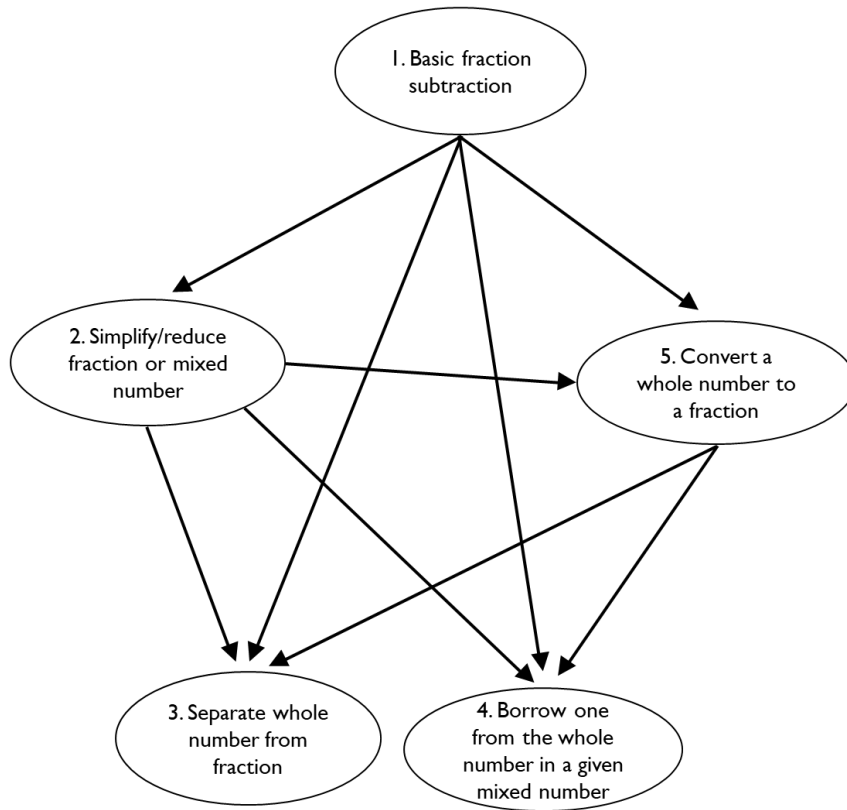 1. Basic fraction
subtraction
2. Simplify/reduce
fraction or mixed
number
5. Convert a
whole number to
a fraction
3. Separate whole
number from
fraction
4. Borrow one
from the whole
number in a given
mixed number